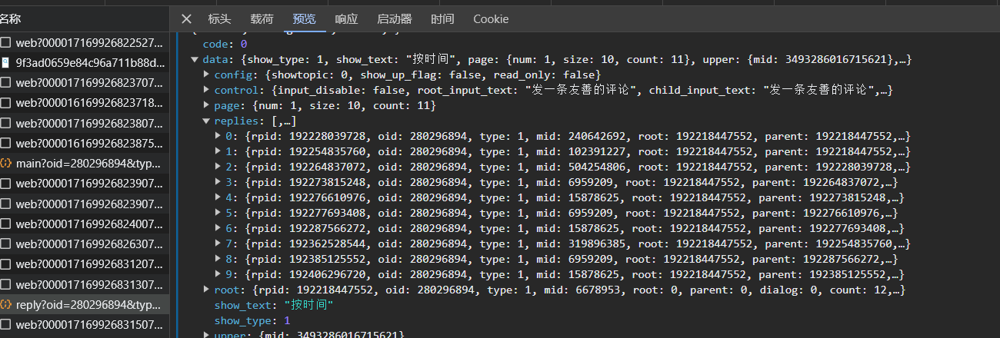 名称
标头 载荷 预览 响应 启动器 时间 Cookie
web?000017169926822527...
9f3ad0659e84c96a711b88d...
web?000017169926823707...
web?000016169926823718...
web?000017169926823807...
web?000016169926823875...
main?oid=280296894&typ...
web?000017169926823907...
web?000017169926823907...
web?000017169926824007...
web?000017169926826307...
web?000017169926831207...
web?000017169926831307...
reply?oid=280296894&typ...
web?000017169926831507...
code: 0
data: {show_type: 1, show_text: "按时间", page: {num: 1, size: 10, count: 11}, upper: {mid: 3493286016715621},…}
config: {showtopic: 0, show_up_flag: false, read_only: false}
control: {input_disable: false, root_input_text: "发一条友善的评论", child_input_text: "发一条友善的评论",…}
page: {num: 1, size: 10, count: 11}
replies: [,…]
0: {rpid: 192228039728, oid: 280296894, type: 1, mid: 240642692, root: 192218447552, parent: 192218447552,…}
1: {rpid: 192254835760, oid: 280296894, type: 1, mid: 102391227, root: 192218447552, parent: 192218447552,…}
2: {rpid: 192264837072, oid: 280296894, type: 1, mid: 504254806, root: 192218447552, parent: 192228039728,…}
3: {rpid: 192273815248, oid: 280296894, type: 1, mid: 6959209, root: 192218447552, parent: 192264837072,…}
4: {rpid: 192276610976, oid: 280296894, type: 1, mid: 15878625, root: 192218447552, parent: 192273815248,…}
5: {rpid: 192277693408, oid: 280296894, type: 1, mid: 6959209, root: 192218447552, parent: 192276610976,…}
6: {rpid: 192287566272, oid: 280296894, type: 1, mid: 15878625, root: 192218447552, parent: 192277693408,…}
7: {rpid: 192362528544, oid: 280296894, type: 1, mid: 319896385, root: 192218447552, parent: 192254835760,…}
8: {rpid: 192385125552, oid: 280296894, type: 1, mid: 6959209, root: 192218447552, parent: 192287566272,…}
9: {rpid: 192406296720, oid: 280296894, type: 1, mid: 15878625, root: 192218447552, parent: 192385125552,…}
root: {rpid: 192218447552, oid: 280296894, type: 1, mid: 6678953, root: 0, parent: 0, dialog: 0, count: 12,…}
show_text: "按时间"
show_type: 1
upper: {mid: 3493286016715621}